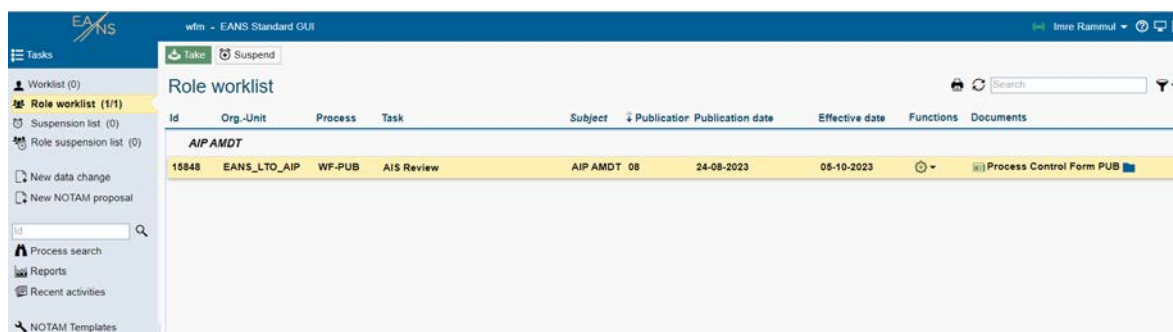 EANS
wfm - EANS Standard GUI
Imre Rammul
Tasks
Take
Suspend
Worklist (0)
Role worklist (1/1)
Suspension list (0)
Role suspension list (0)
New data change
New NOTAM proposal
Id
Process search
Reports
Recent activities
NOTAM Templates
Role worklist
Search
Id Org.-Unit Process Task Subject Publication Publication date Effective date Functions Documents
AIP AMDT
15848 EANS_LTO_AIP WF-PUB AIS Review AIP AMDT 08 24-08-2023 05-10-2023 Process Control Form PUB